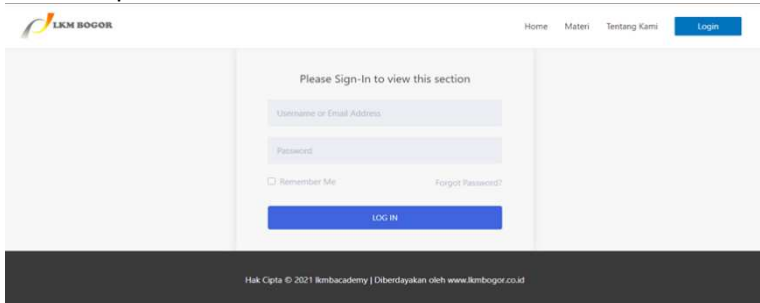 LKM BOGOR
Home Materi Tentang Kami Login
Please Sign-In to view this section
Username or Email Address
Password
Remember Me Forgot Password?
LOG IN
Hak Cipta © 2021 lkmbacademy | Diberdayakan oleh www.lkmbogor.co.id